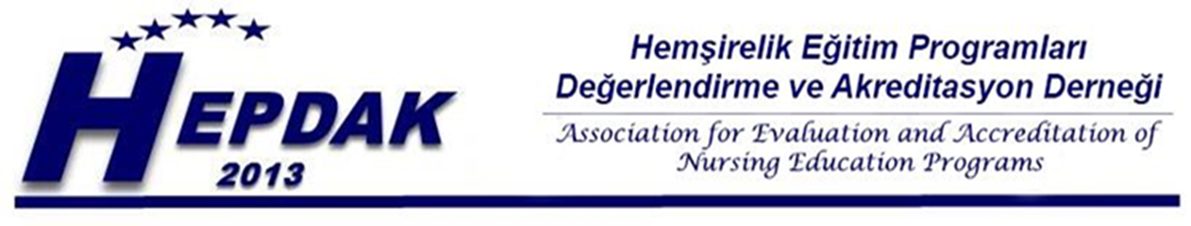 HEPDAK
2013
Hemşirelik Eğitim Programları
Değerlendirme ve Akreditasyon Derneği
Association for Evaluation and Accreditation of
Nursing Education Programs